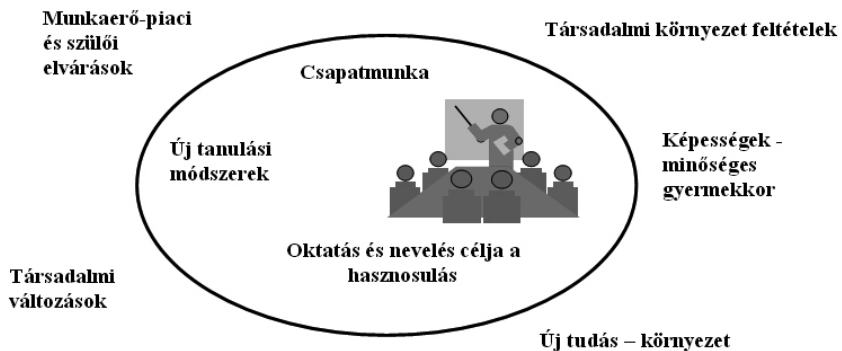 Munkaerő-piaci
és szülői
elvárások
Társadalmi környezet feltételek
Csapatmunka
Új tanulási
módszerek
Képességek -
minőséges
gyermekkor
Oktatás és nevelés célja a
hasznosulás
Társadalmi
változások
Új tudás – környezet